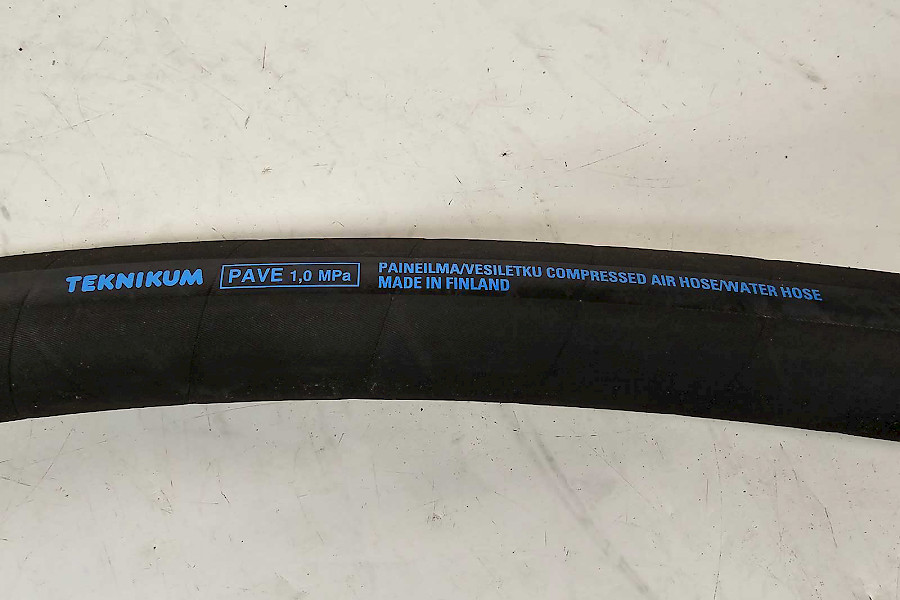 TEKNIKUM PAVE 1,0 MPa PAINEILMA/VESILETKU COMPRESSED AIR HOSE/WATER HOSE
MADE IN FINLAND